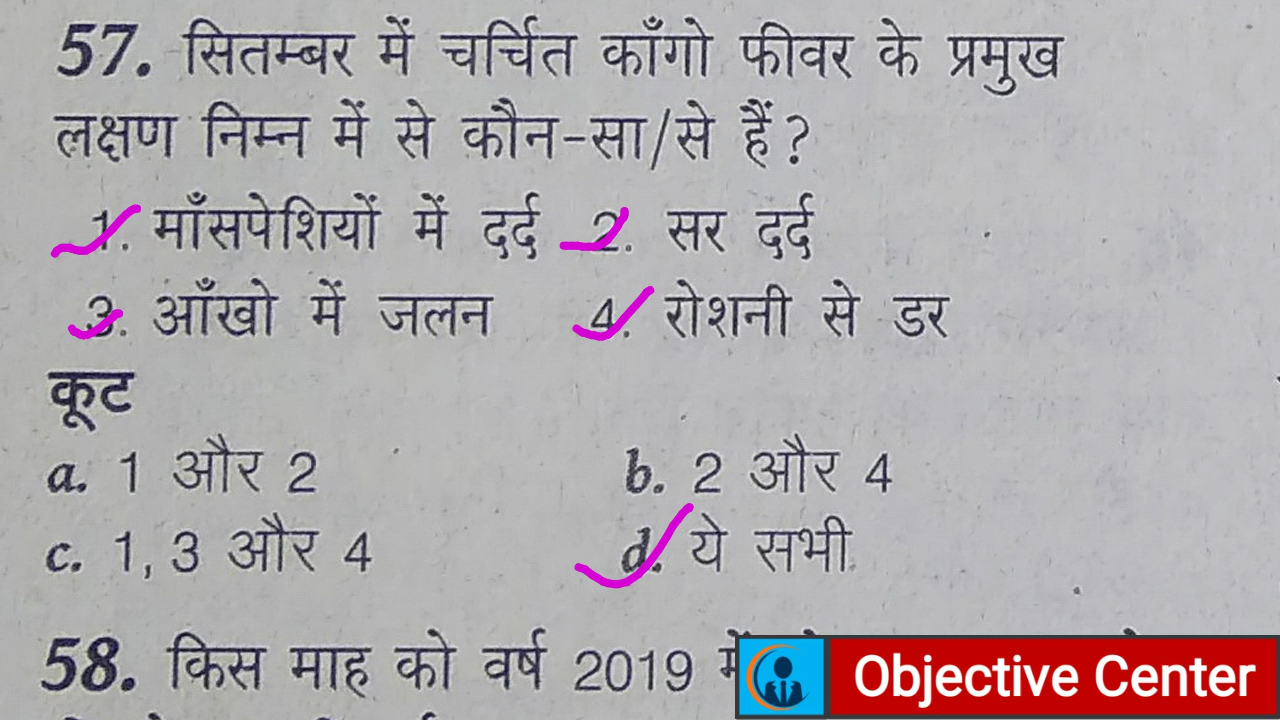 57. सितम्बर में चर्चित काँगो फीवर के प्रमुख
लक्षण निम्न में से कौन-सा/से हैं?
1. माँसपेशियों में दर्द 2. सर दर्द
3. आँखो में जलन 4. रोशनी से डर
कूट
a. 1 और 2 b. 2 और 4
c. 1, 3 और 4 d. ये सभी
58. किस माह को वर्ष 2019 में
Objective Center